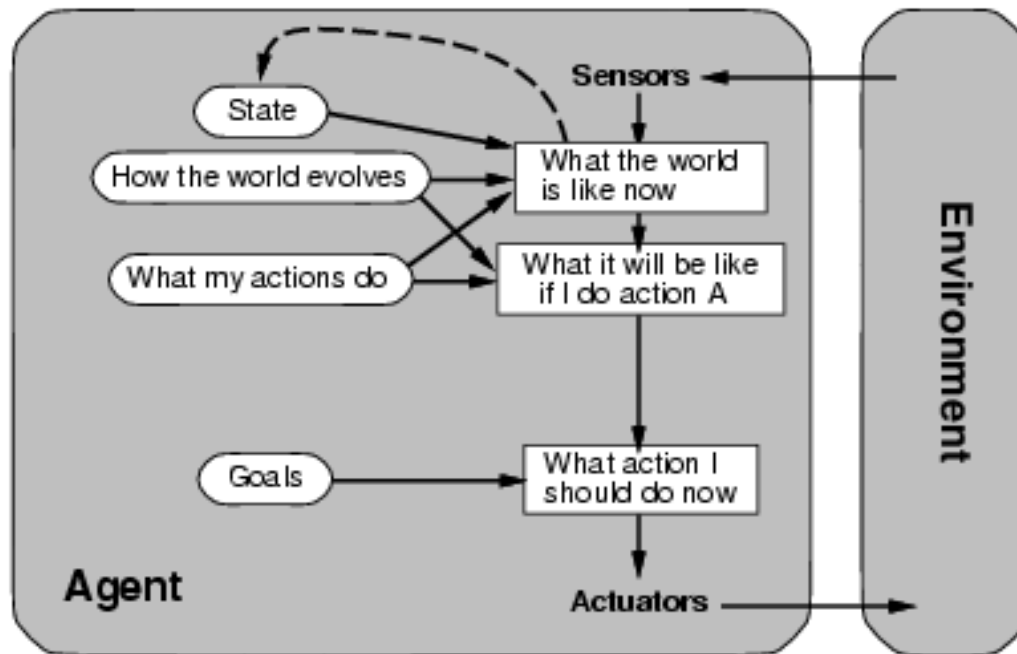 Sensors
State
What the world
is like now
How the world evolves
What my actions do
What it will be like
if I do action A
Goals
What action I
should do now
Agent
Actuators
Environment